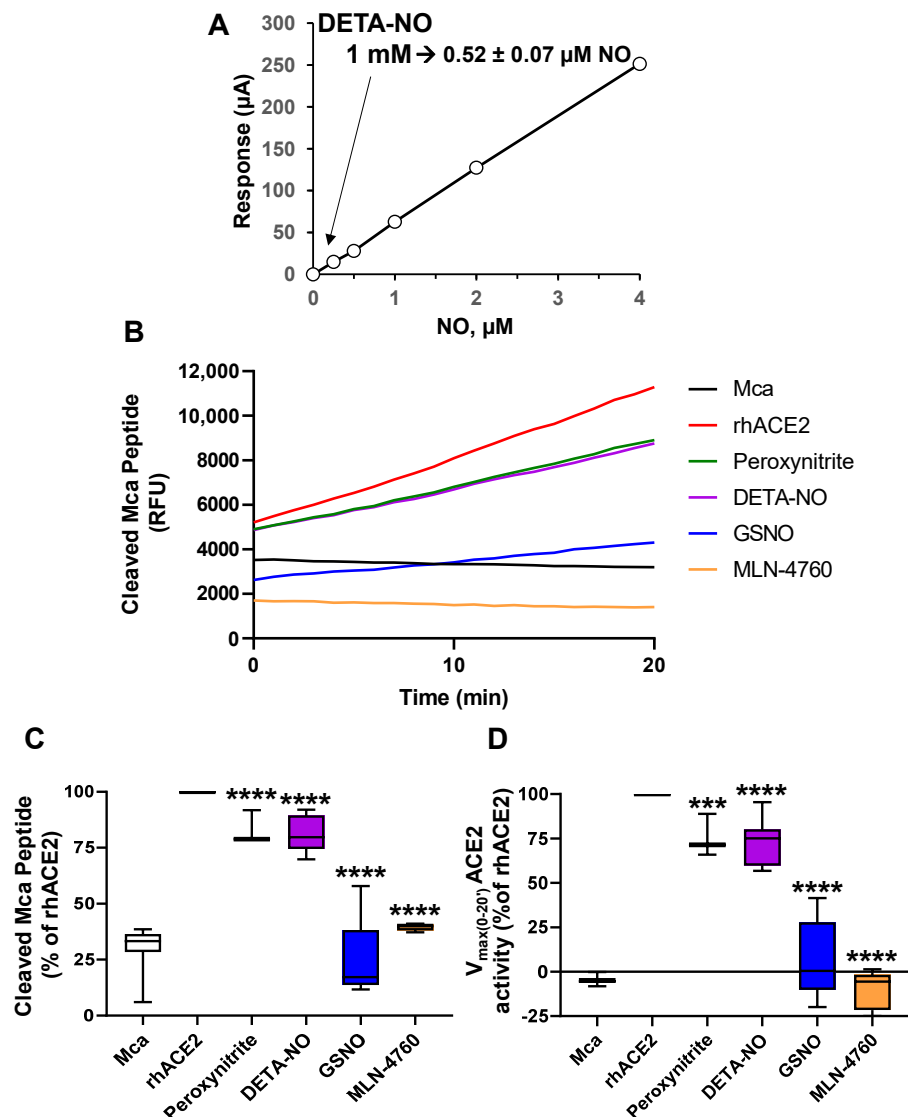 A
DETA-NO
1 mM → 0.52 ± 0.07 µM NO
Response (µA)
300
250
200
150
100
50
0
0 1 2 3 4
NO, µM
B
Cleaved Mca Peptide
(RFU)
12,000
10,000
8000
6000
4000
2000
0
0 10 20
Time (min)
Mca
rhACE2
Peroxynitrite
DETA-NO
GSNO
MLN-4760
C
Cleaved Mca Peptide
(% of rhACE2)
100
75
50
25
0
**** **** **** ****
Mca rhACE2 Peroxynitrite DETA-NO GSNO MLN-4760
D
Vmax(0-20') ACE2
activity (%of rhACE2)
100
75
50
25
0
-25
*** **** **** ****
Mca rhACE2 Peroxynitrite DETA-NO GSNO MLN-4760